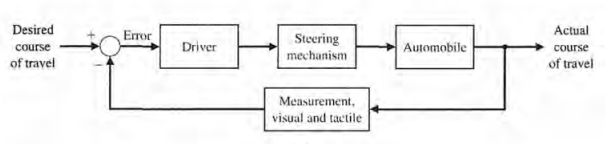 Desired
course
of travel
+
Error
−
Driver
Steering
mechanism
Automobile
Actual
course
of travel
Measurement,
visual and tactile